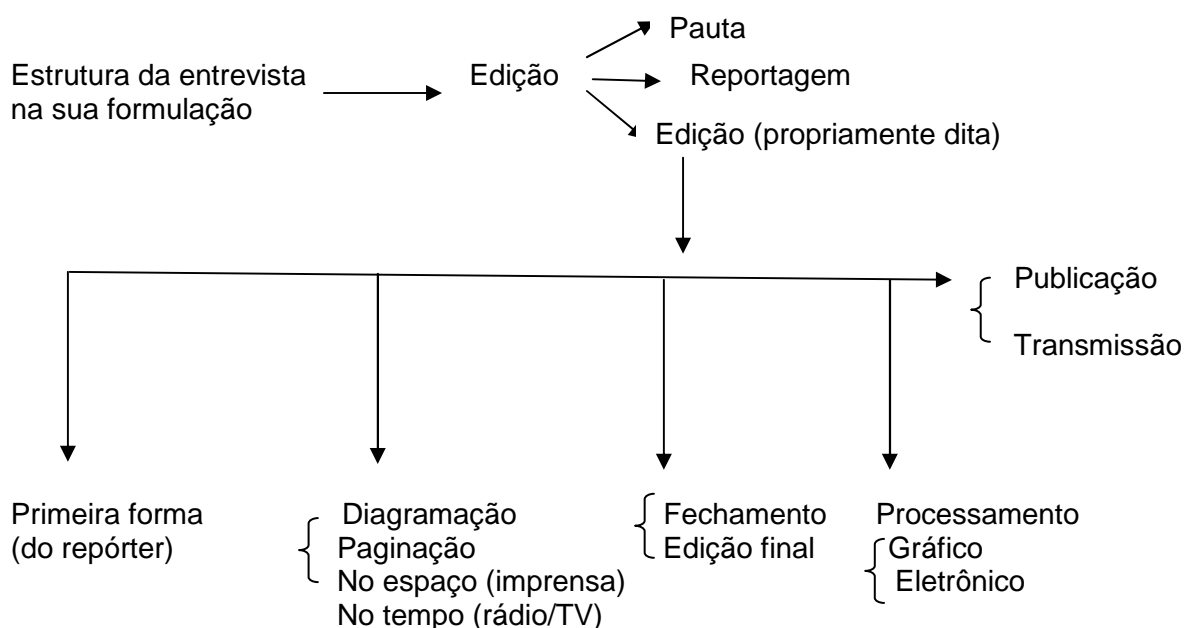 Pauta
Estrutura da entrevista
na sua formulação
Edição
Reportagem
Edição (propriamente dita)
Publicação
Transmissão
Primeira forma
(do repórter)
Diagramação
Paginação
No espaço (imprensa)
No tempo (rádio/TV)
Fechamento
Edição final
Processamento
Gráfico
Eletrônico